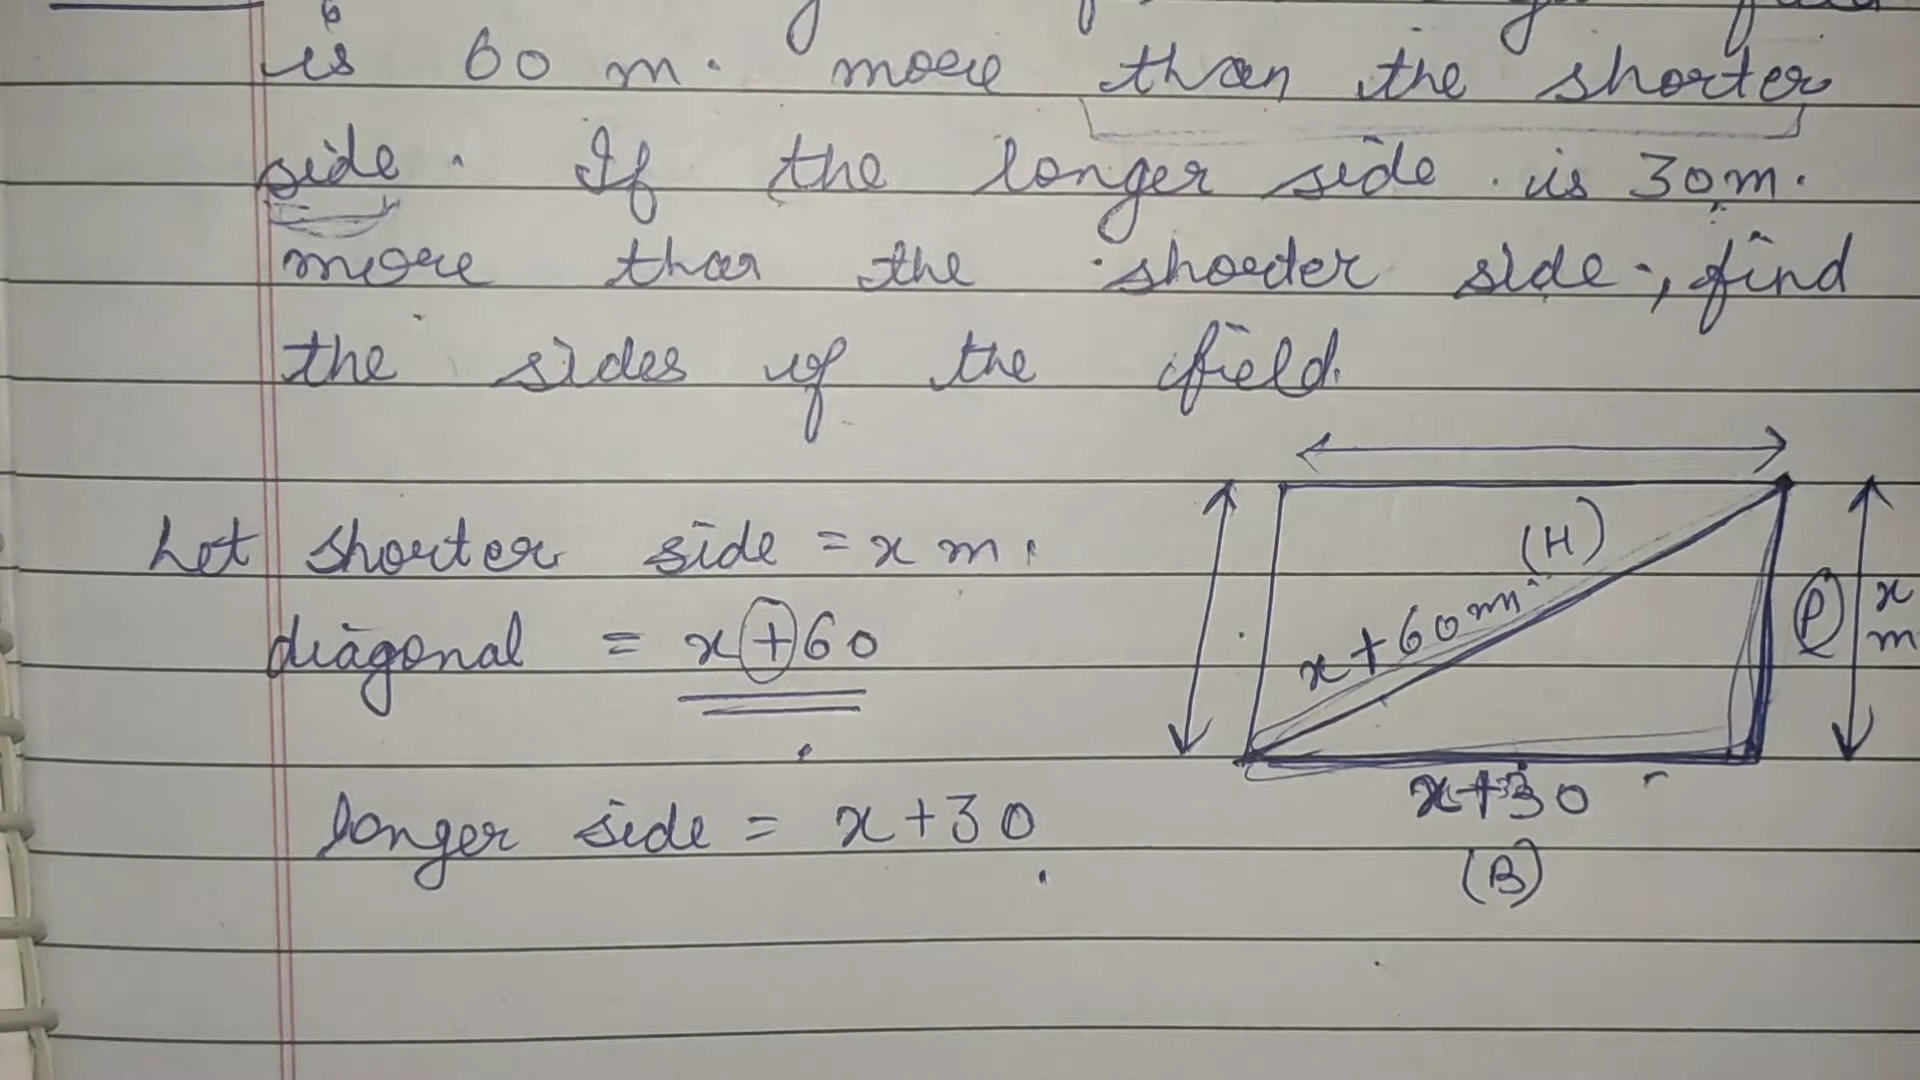 is 60 m. more than the shorter
side. If the longer side is 30m.
more than the shorter side, find
the sides of the field.
Let shorter side = x m.
diagonal = x + 60
longer side = x + 30
(H)
x + 60 m
(P)
x
m
x+30
(B)